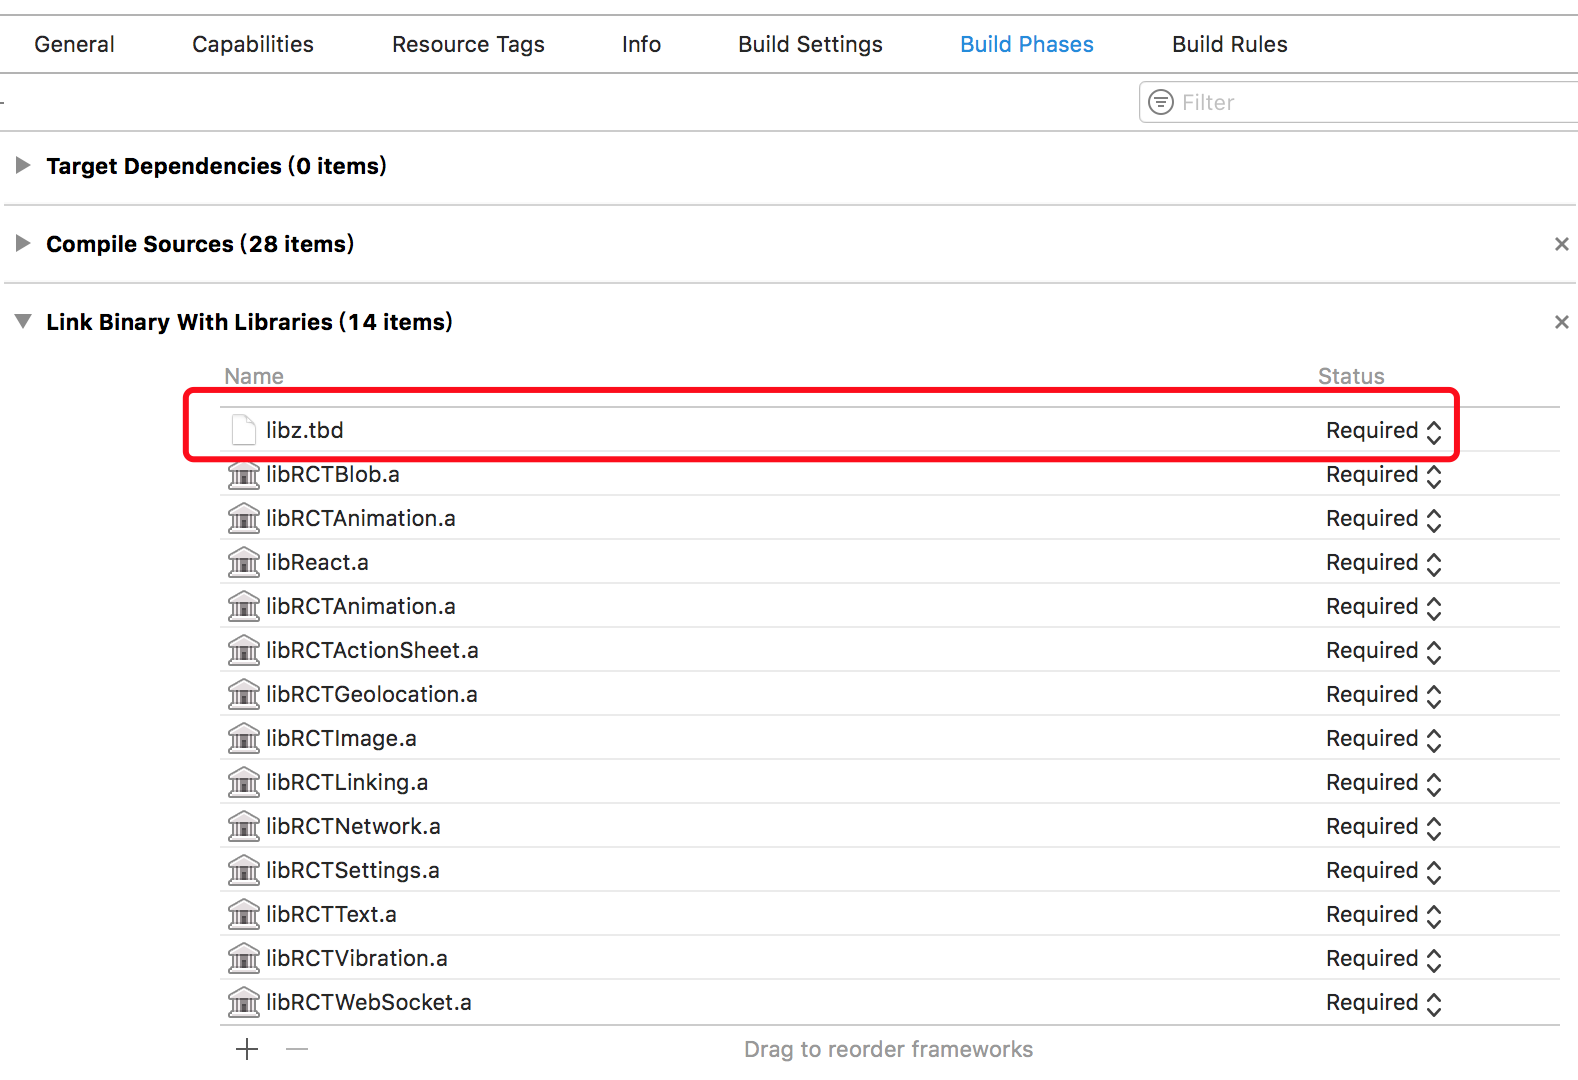 General Capabilities Resource Tags Info Build Settings Build Phases Build Rules
Filter
Target Dependencies (0 items)
Compile Sources (28 items)
Link Binary With Libraries (14 items)
Name Status
libz.tbd Required
libRCTBlob.a Required
libRCTAnimation.a Required
libReact.a Required
libRCTAnimation.a Required
libRCTActionSheet.a Required
libRCTGeolocation.a Required
libRCTImage.a Required
libRCTLinking.a Required
libRCTNetwork.a Required
libRCTSettings.a Required
libRCTText.a Required
libRCTVibration.a Required
libRCTWebSocket.a Required
Drag to reorder frameworks